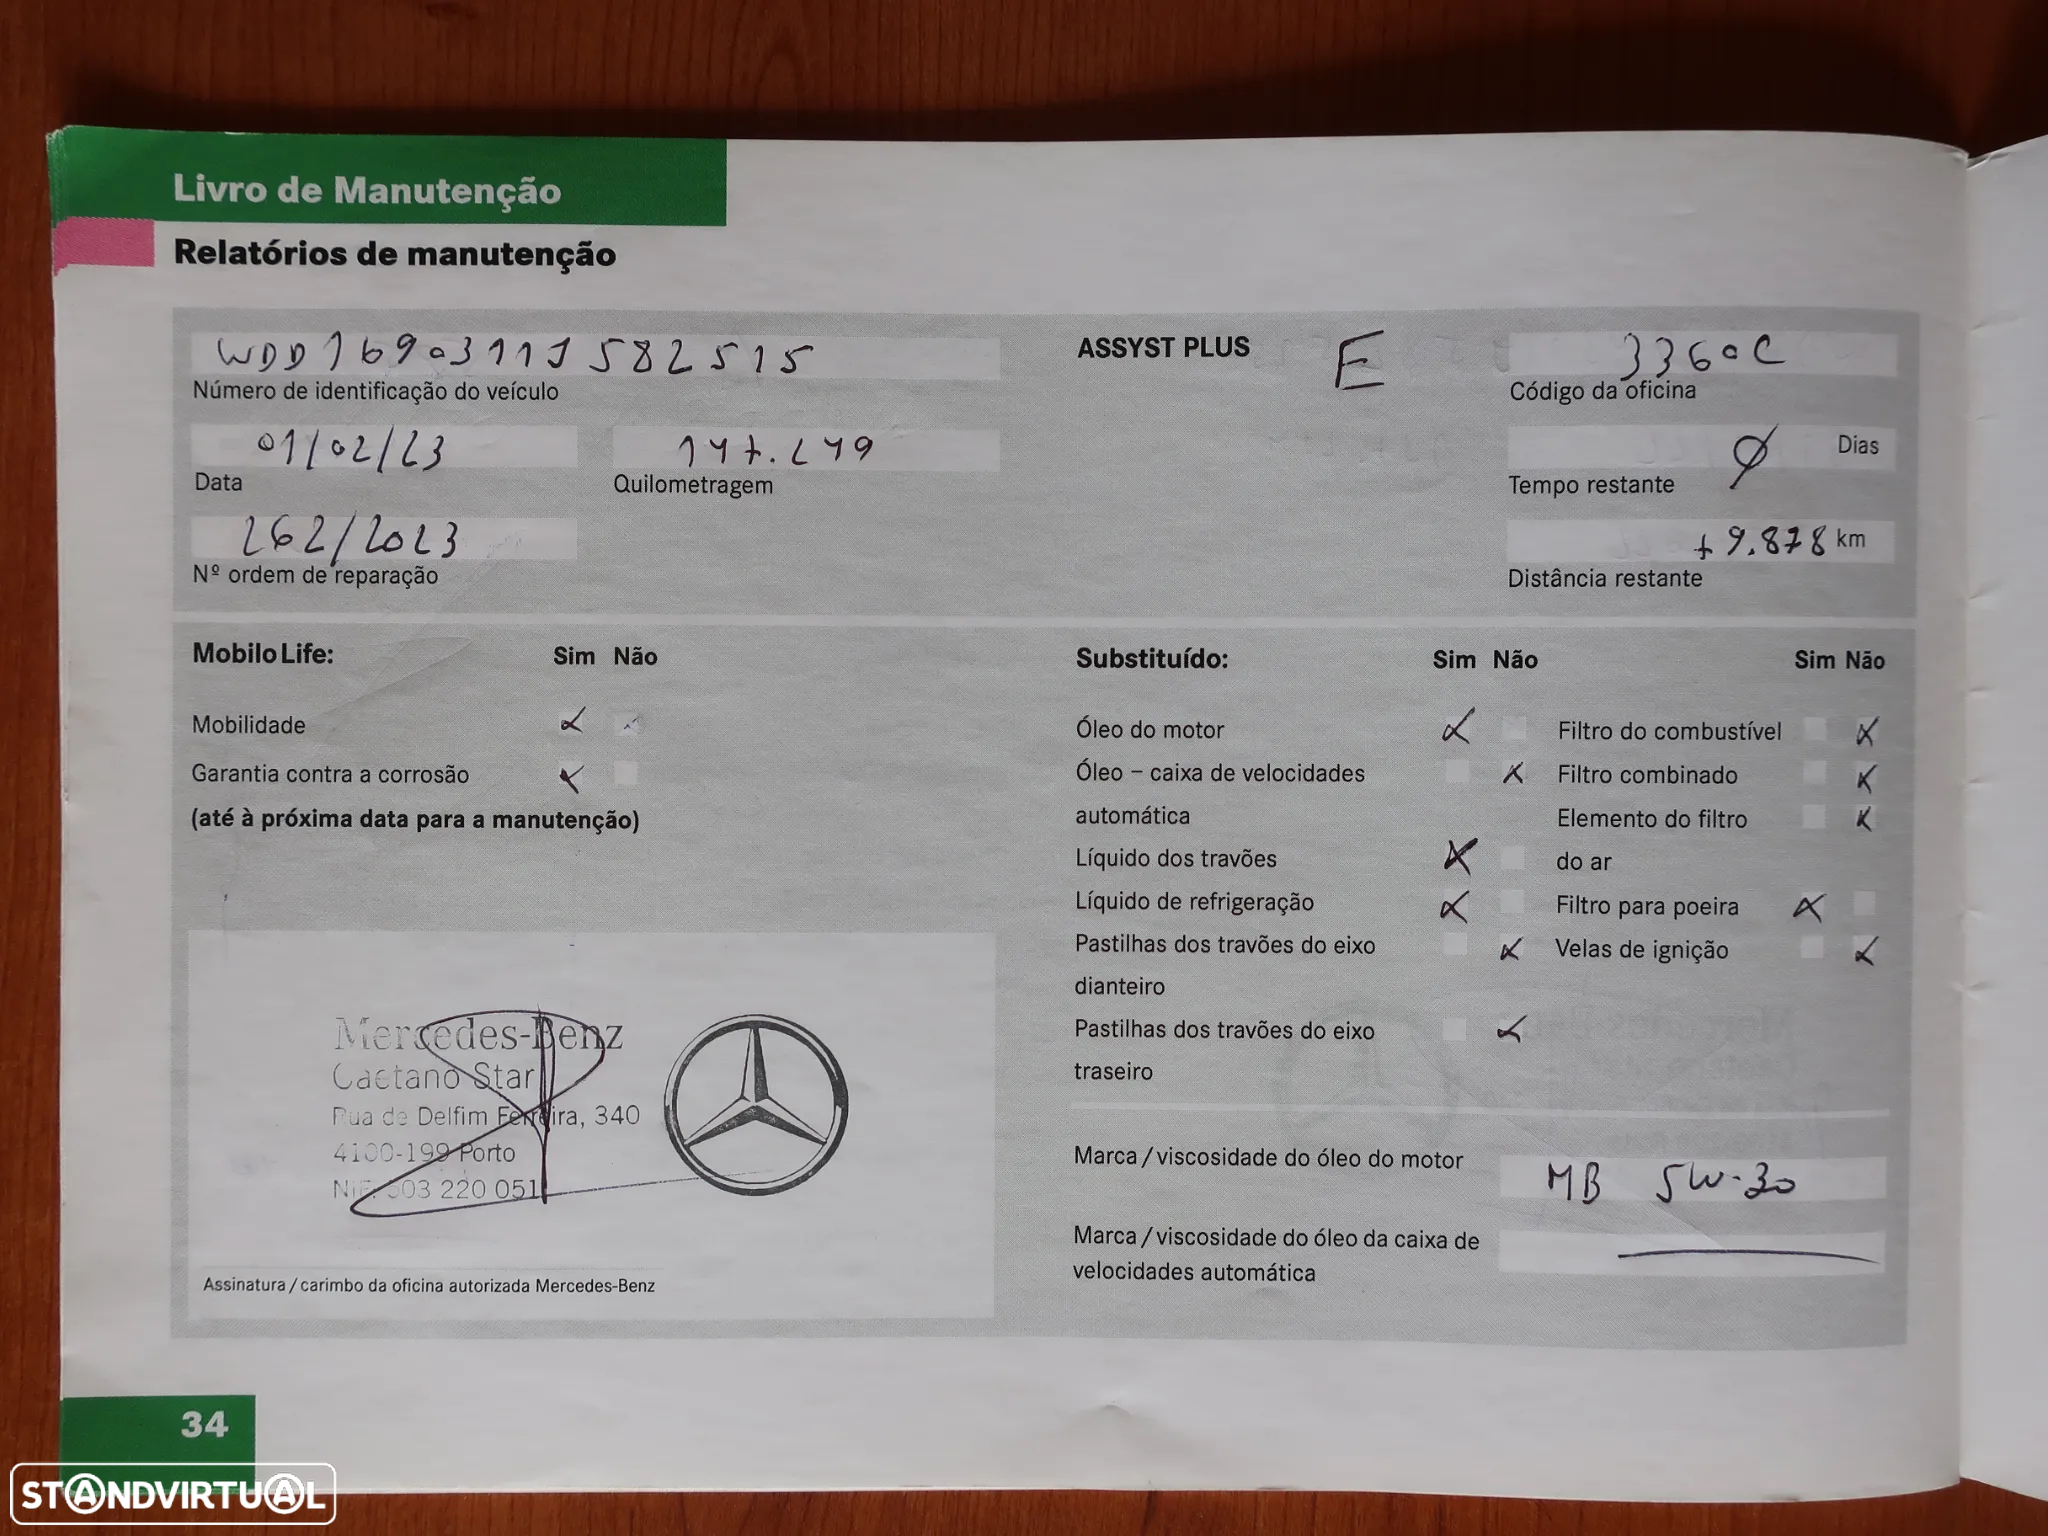 Livro de Manutenção
Relatórios de manutenção
WDD1690311J582515
Número de identificação do veículo
ASSYST PLUS E
3360C
Código da oficina
01/02/23
Data
147.249
Quilometragem
Ø Dias
Tempo restante
262/2023
Nº ordem de reparação
+9.878 km
Distância restante
MobiloLife: Sim Não
Mobilidade
Garantia contra a corrosão
(até à próxima data para a manutenção)
Mercedes-Benz
Caetano Star
Rua de Delfim Ferreira, 340
4100-199 Porto
NIF: 503 220 051
Assinatura / carimbo da oficina autorizada Mercedes-Benz
Substituído: Sim Não Sim Não
Óleo do motor
Óleo – caixa de velocidades
automática
Líquido dos travões
Líquido de refrigeração
Pastilhas dos travões do eixo
dianteiro
Pastilhas dos travões do eixo
traseiro
Filtro do combustível
Filtro combinado
Elemento do filtro
do ar
Filtro para poeira
Velas de ignição
Marca / viscosidade do óleo do motor
MB 5W-30
Marca / viscosidade do óleo da caixa de
velocidades automática
34
STANDVIRTUAL